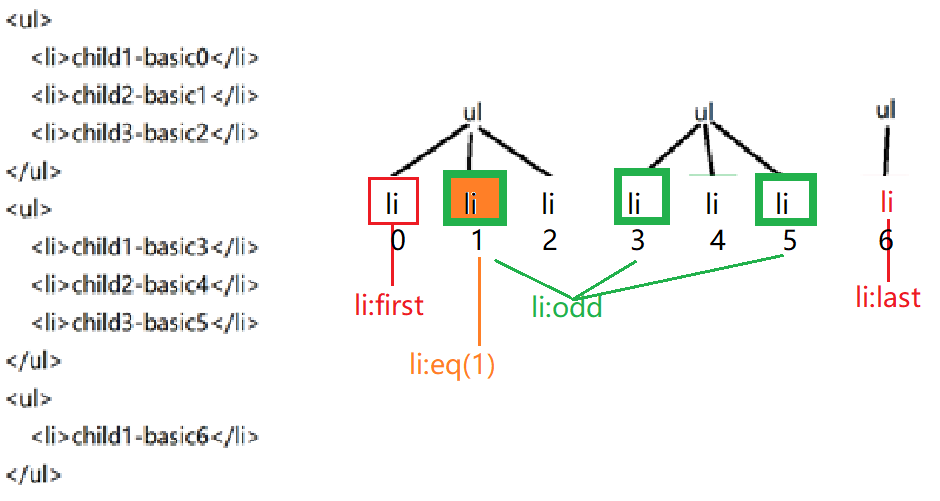 <ul>
<li>child1-basic0</li>
<li>child2-basic1</li>
<li>child3-basic2</li>
</ul>
<ul>
<li>child1-basic3</li>
<li>child2-basic4</li>
<li>child3-basic5</li>
</ul>
<ul>
<li>child1-basic6</li>
</ul>
ul ul ul
li li li li li li li
0 1 2 3 4 5 6
li:first li:odd li:last
li:eq(1)